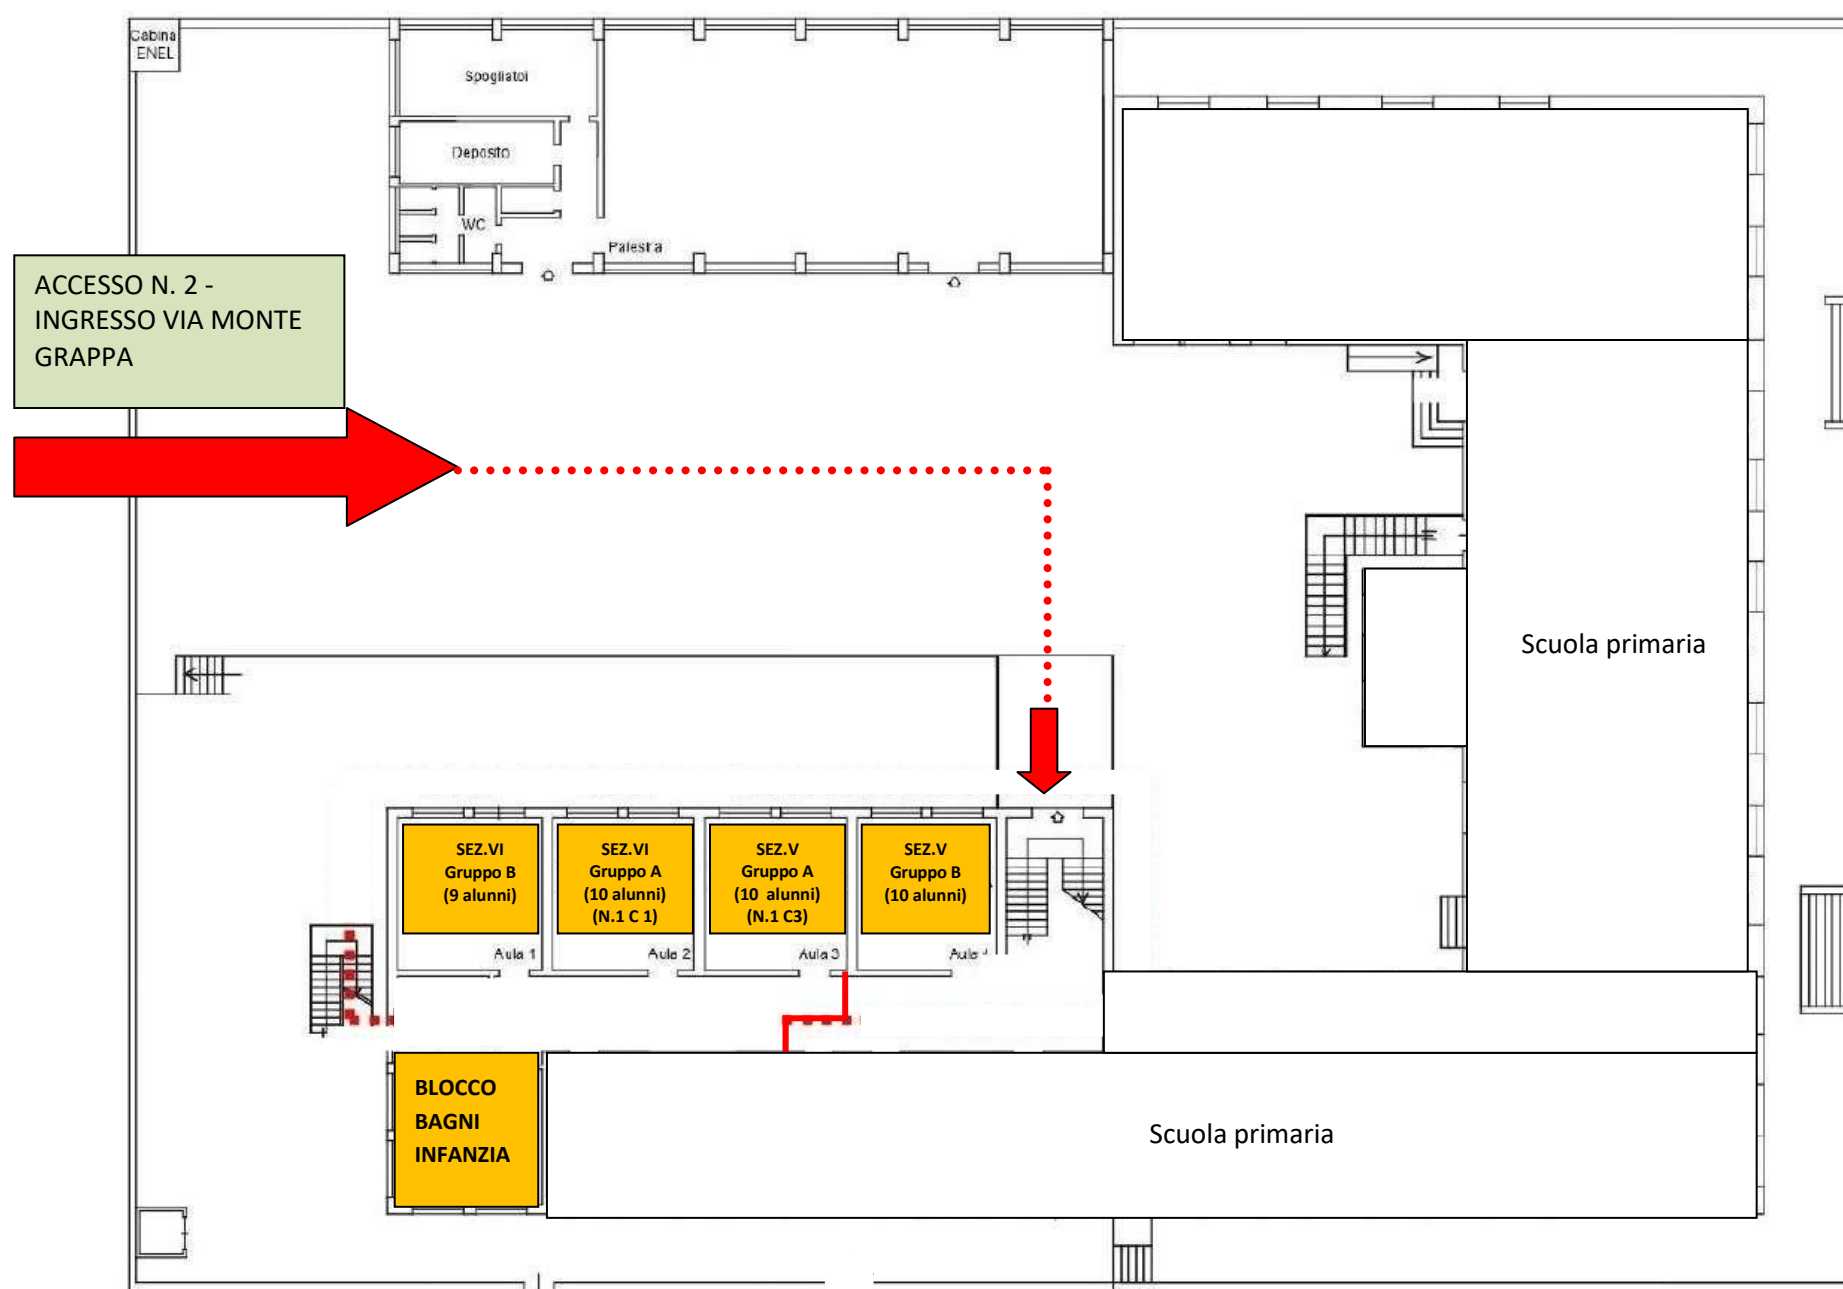 Cabina
ENEL
Spogliatoi
Deposito
WC
Palestra
ACCESSO N. 2 -
INGRESSO VIA MONTE
GRAPPA
Scuola primaria
SEZ.VI
Gruppo B
(9 alunni)
SEZ.VI
Gruppo A
(10 alunni)
(N.1 C 1)
SEZ.V
Gruppo A
(10 alunni)
(N.1 C3)
SEZ.V
Gruppo B
(10 alunni)
Aula 1
Aula 2
Aula 3
Aula
BLOCCO
BAGNI
INFANZIA
Scuola primaria